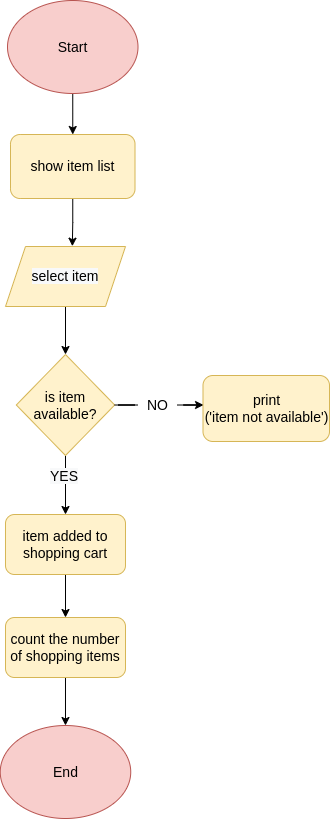 Start
show item list
select item
is item
available?
NO
print
('item not available')
YES
item added to
shopping cart
count the number
of shopping items
End